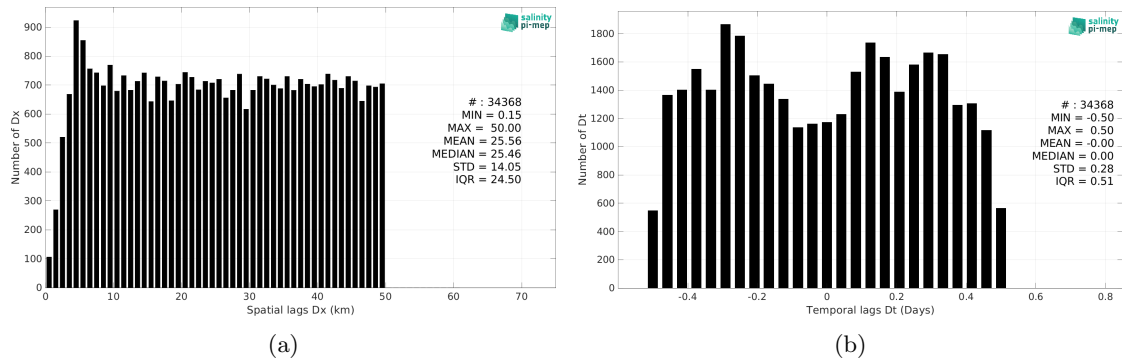 salinity
pi-mep
900
800
700
600
500
400
300
200
100
0
Number of Dx
# : 34368
MIN = 0.15
MAX = 50.00
MEAN = 25.56
MEDIAN = 25.46
STD = 14.05
IQR = 24.50
0 10 20 30 40 50 60 70
Spatial lags Dx (km)
(a)
salinity
pi-mep
1800
1600
1400
1200
1000
800
600
400
200
0
Number of Dt
# : 34368
MIN = -0.50
MAX = 0.50
MEAN = -0.00
MEDIAN = 0.00
STD = 0.28
IQR = 0.51
-0.4 -0.2 0 0.2 0.4 0.6 0.8
Temporal lags Dt (Days)
(b)